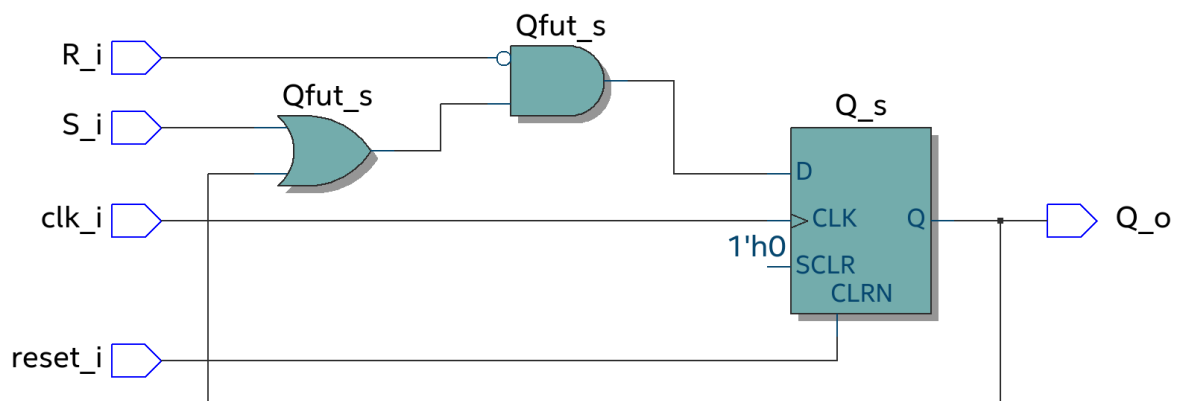 Qfut_s
R_i
Qfut_s
S_i
Q_s
D
clk_i
CLK
Q
Q_o
1'h0
SCLR
CLRN
reset_i